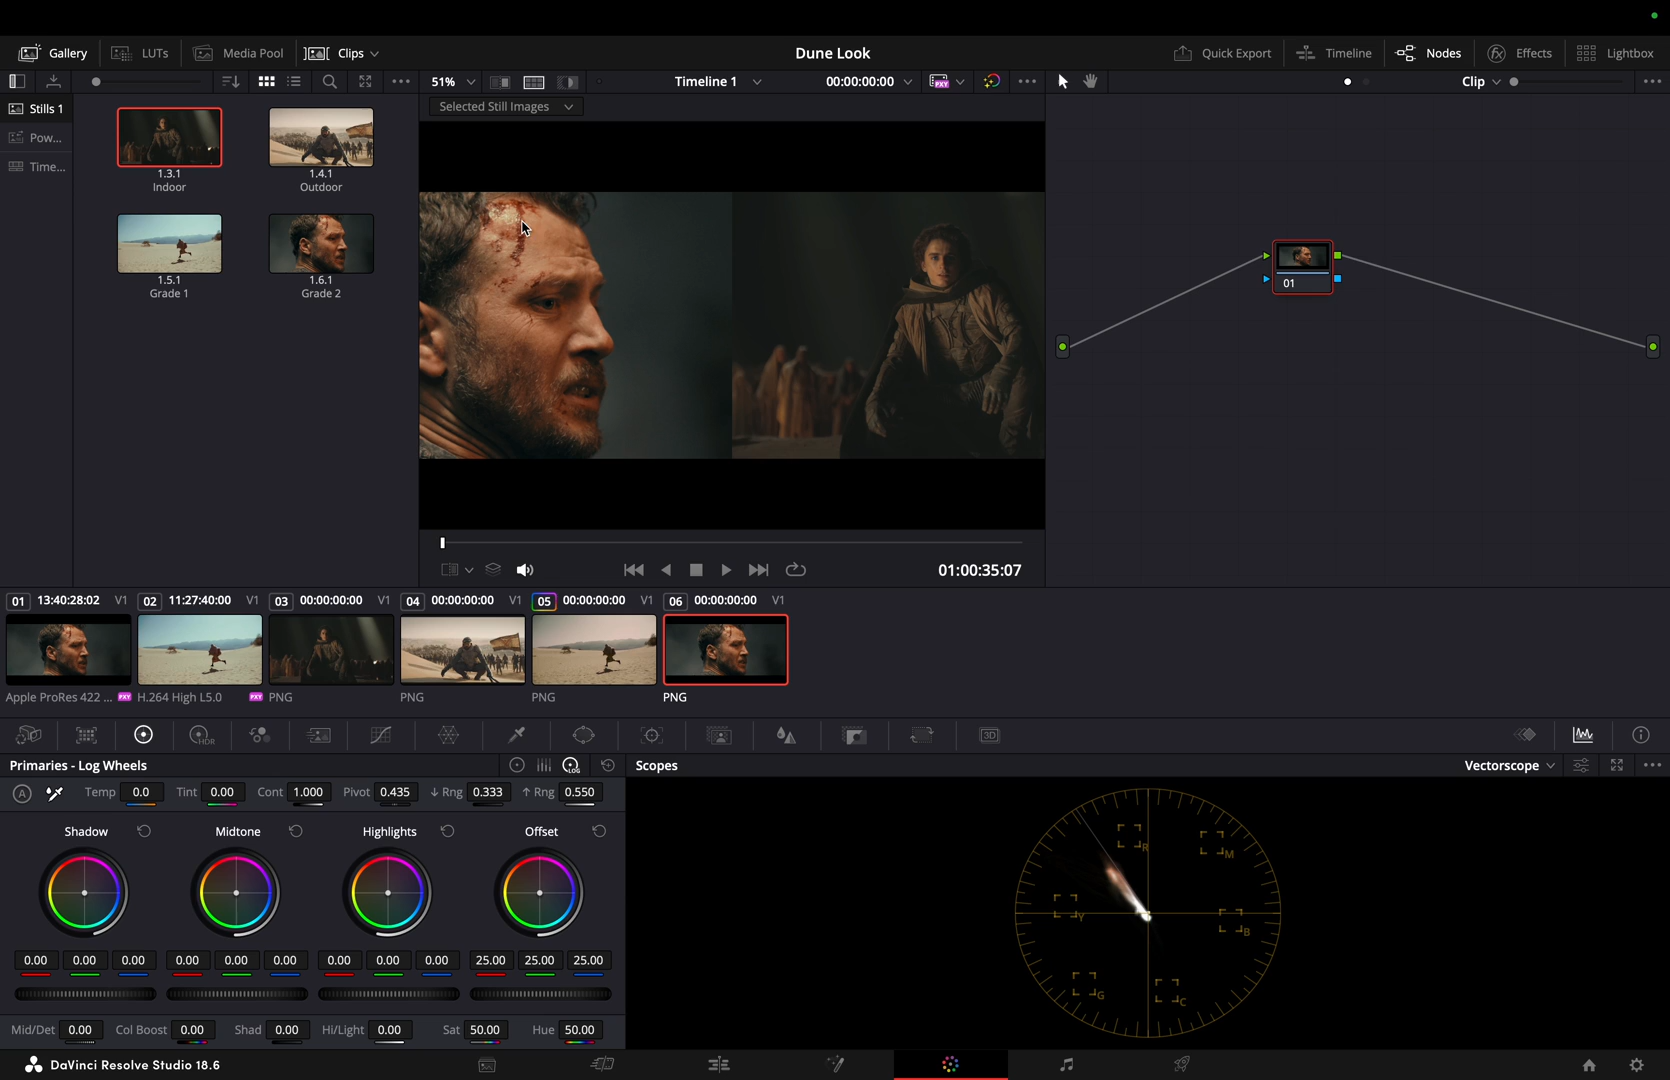 Gallery LUTs Media Pool Clips Dune Look Quick Export Timeline Nodes Effects Lightbox
51% Timeline 1 00:00:00:00 PXY Clip
Stills 1
Pow...
Time...
1.3.1
Indoor
1.4.1
Outdoor
1.5.1
Grade 1
1.6.1
Grade 2
Selected Still Images
01
01:00:35:07
01 13:40:28:02 V1 02 11:27:40:00 V1 03 00:00:00:00 V1 04 00:00:00:00 V1 05 00:00:00:00 V1 06 00:00:00:00 V1
Apple ProRes 422 ... PXY H.264 High L5.0 PXY PNG PNG PNG PNG
HDR 3D
Primaries - Log Wheels LOG
A Temp 0.0 Tint 0.00 Cont 1.000 Pivot 0.435 ↓ Rng 0.333 ↑ Rng 0.550
Shadow Midtone Highlights Offset
0.00 0.00 0.00 0.00 0.00 0.00 0.00 0.00 0.00 25.00 25.00 25.00
Mid/Det 0.00 Col Boost 0.00 Shad 0.00 Hi/Light 0.00 Sat 50.00 Hue 50.00
Scopes Vectorscope
R
M
Y
B
G
C
DaVinci Resolve Studio 18.6